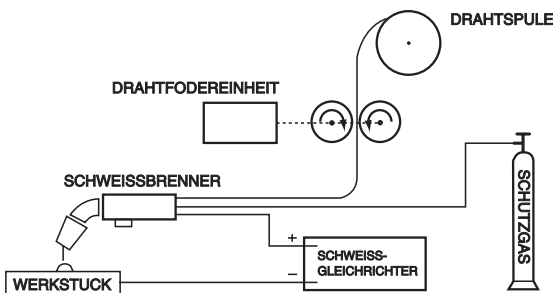 DRAHTSPULE
DRAHTFODEREINHEIT
SCHWEISSBRENNER
SCHUTZGAS
+
SCHWEISS-
GLEICHRICHTER
−
WERKSTUCK